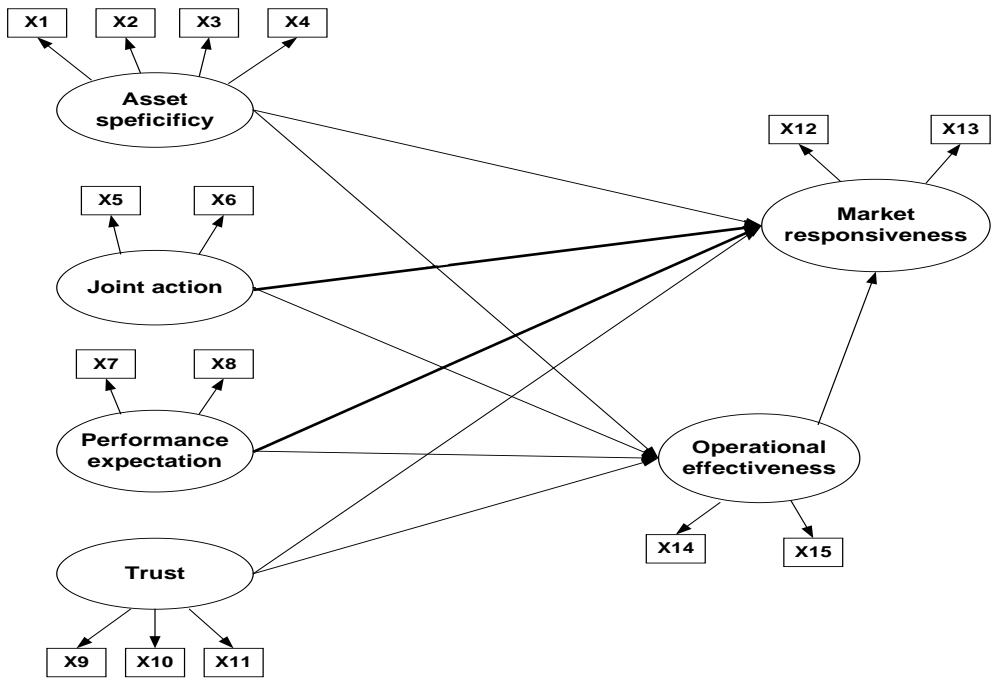 X1
X2
X3
X4
Asset
speficificy
X12
X13
X5
X6
Market
responsiveness
Joint action
X7
X8
Performance
expectation
Operational
effectiveness
X14
X15
Trust
X9
X10
X11